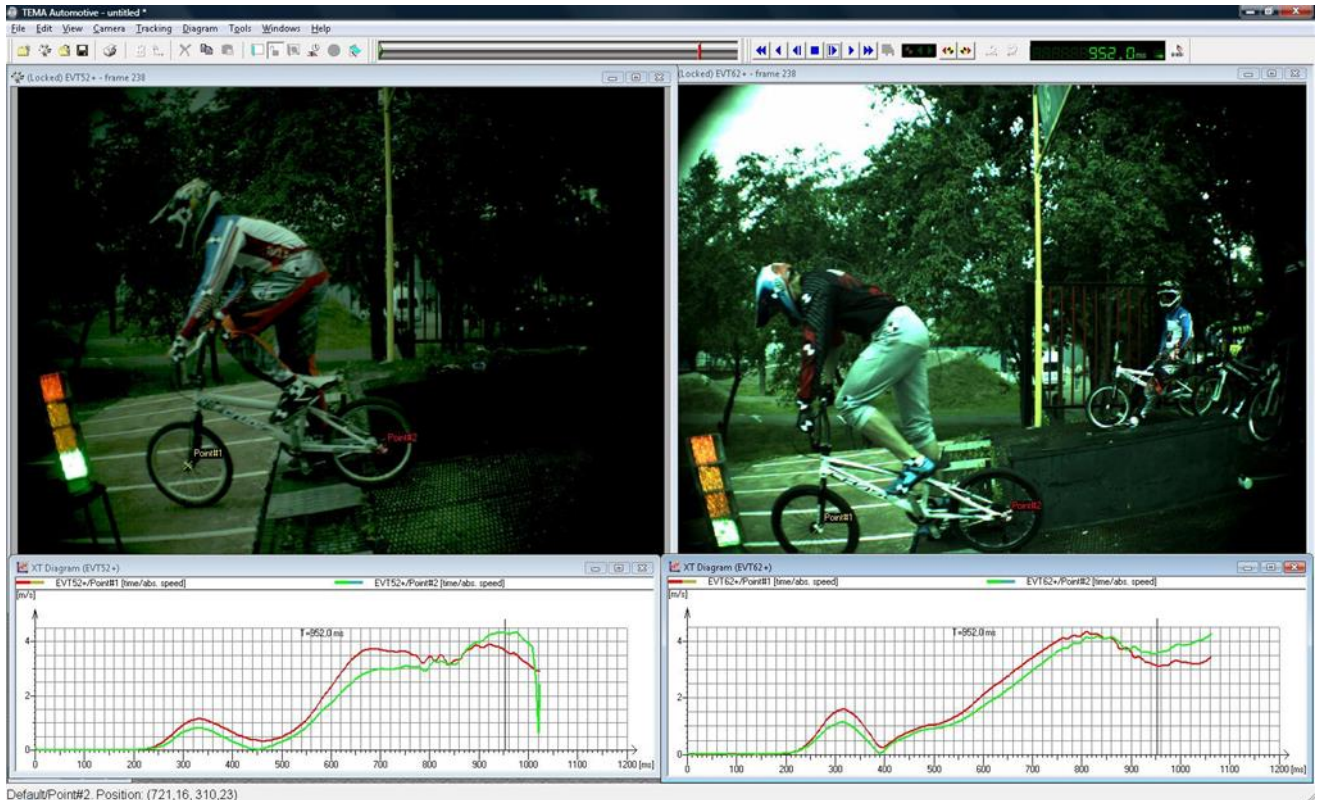 TEMA Automotive - untitled *
File Edit View Camera Tracking Diagram Tools Windows Help
952,0ms
(Locked) EVT52+ - frame 238
(Locked) EVT62+ - frame 238
Point#1
Point#2
Point#1
Point#2
XT Diagram (EVT52+)
EVT52+/Point#1 [time/abs. speed]
EVT52+/Point#2 [time/abs. speed]
[m/s]
T=952,0 ms
4
2
0
0 100 200 300 400 500 600 700 800 900 1000 1100 1200 [ms]
XT Diagram (EVT62+)
EVT62+/Point#1 [time/abs. speed]
EVT62+/Point#2 [time/abs. speed]
[m/s]
T=952,0 ms
4
2
0
0 100 200 300 400 500 600 700 800 900 1000 1100 1200 [ms]
Default/Point#2. Position: (721,16, 310,23)